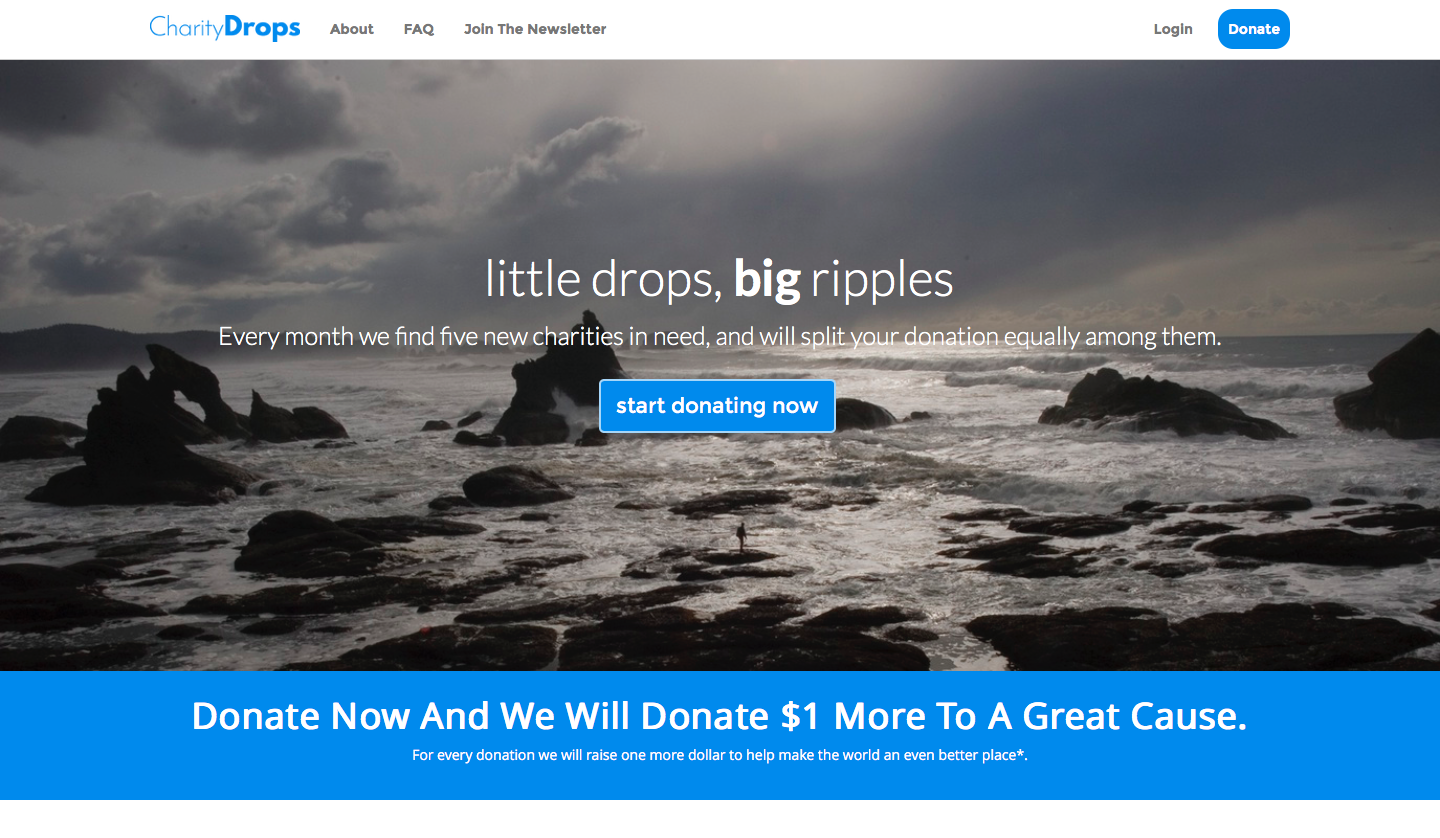 CharityDrops About FAQ Join The Newsletter Login Donate
little drops, big ripples
Every month we find five new charities in need, and will split your donation equally among them.
start donating now
Donate Now And We Will Donate $1 More To A Great Cause.
For every donation we will raise one more dollar to help make the world an even better place*.